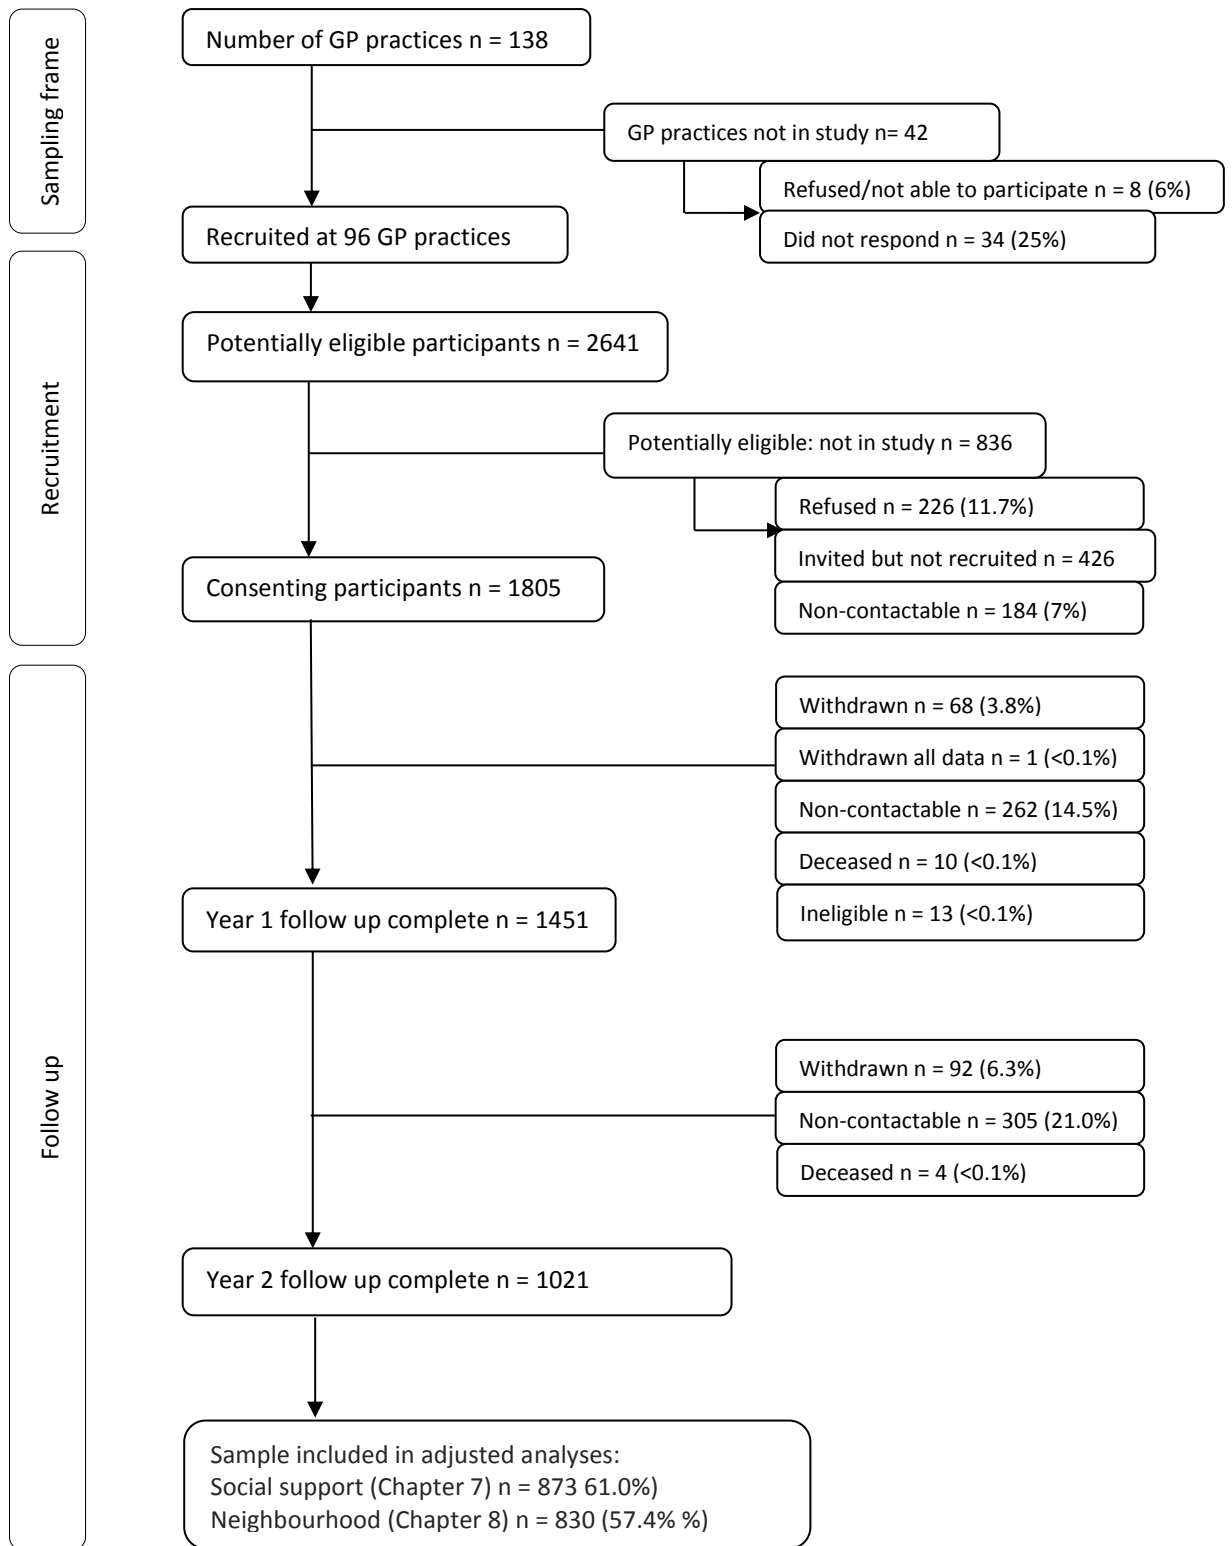 Sampling frame
Number of GP practices n = 138
GP practices not in study n= 42
Refused/not able to participate n = 8 (6%)
Did not respond n = 34 (25%)
Recruited at 96 GP practices
Recruitment
Potentially eligible participants n = 2641
Potentially eligible: not in study n = 836
Refused n = 226 (11.7%)
Invited but not recruited n = 426
Non-contactable n = 184 (7%)
Consenting participants n = 1805
Follow up
Withdrawn n = 68 (3.8%)
Withdrawn all data n = 1 (<0.1%)
Non-contactable n = 262 (14.5%)
Deceased n = 10 (<0.1%)
Ineligible n = 13 (<0.1%)
Year 1 follow up complete n = 1451
Withdrawn n = 92 (6.3%)
Non-contactable n = 305 (21.0%)
Deceased n = 4 (<0.1%)
Year 2 follow up complete n = 1021
Sample included in adjusted analyses:
Social support (Chapter 7) n = 873 61.0%)
Neighbourhood (Chapter 8) n = 830 (57.4% %)